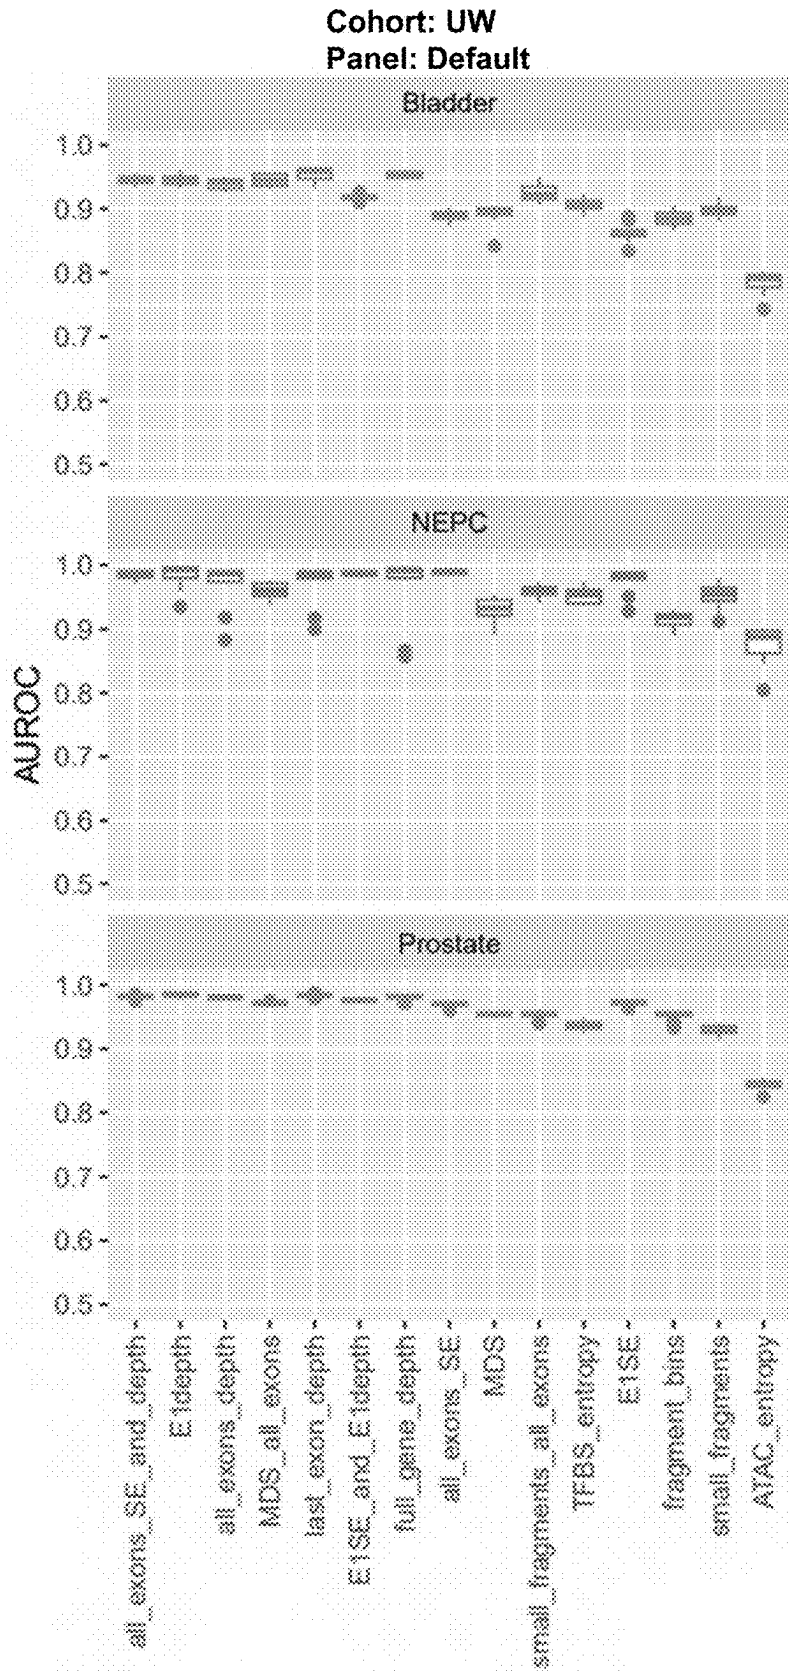 Cohort: UW
Panel: Default
Bladder
1.0
0.9
0.8
0.7
0.6
0.5
NEPC
1.0
0.9
0.8
0.7
0.6
0.5
AUROC
Prostate
1.0
0.9
0.8
0.7
0.6
0.5
all_exons_SE_and_depth
E1depth
all_exons_depth
MDS_all_exons
last_exon_depth
E1SE_and_E1depth
full_gene_depth
all_exons_SE
MDS
small_fragments_all_exons
TFBS_entropy
E1SE
fragment_bins
small_fragments
ATAC_entropy